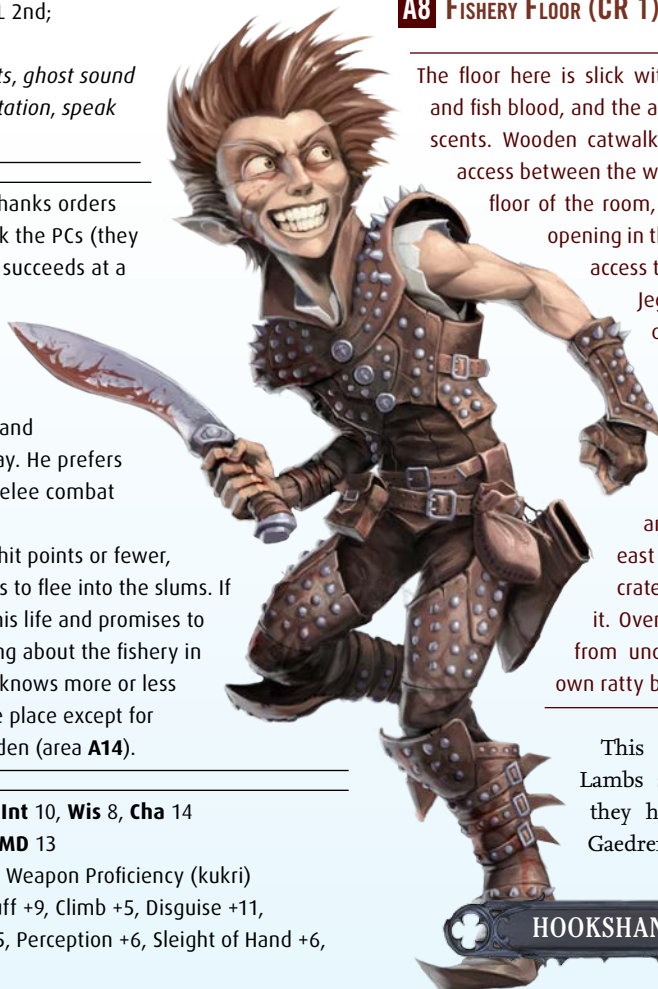 L 2nd;
ts, ghost sound
tation, speak
hanks orders
k the PCs (they
succeeds at a
and
ay. He prefers
elee combat
hit points or fewer,
s to flee into the slums. If
his life and promises to
ng about the fishery in
knows more or less
e place except for
den (area A14).
Int 10, Wis 8, Cha 14
MD 13
Weapon Proficiency (kukri)
uff +9, Climb +5, Disguise +11,
5, Perception +6, Sleight of Hand +6,
A8 Fishery Floor (CR 1)
The floor here is slick wit
and fish blood, and the a
scents. Wooden catwalk
access between the w
floor of the room,
opening in th
access t
Jeg
c
ar
east
crate
it. Over
from unc
own ratty b
This
Lambs s
they h
Gaedren
HOOKSHAN